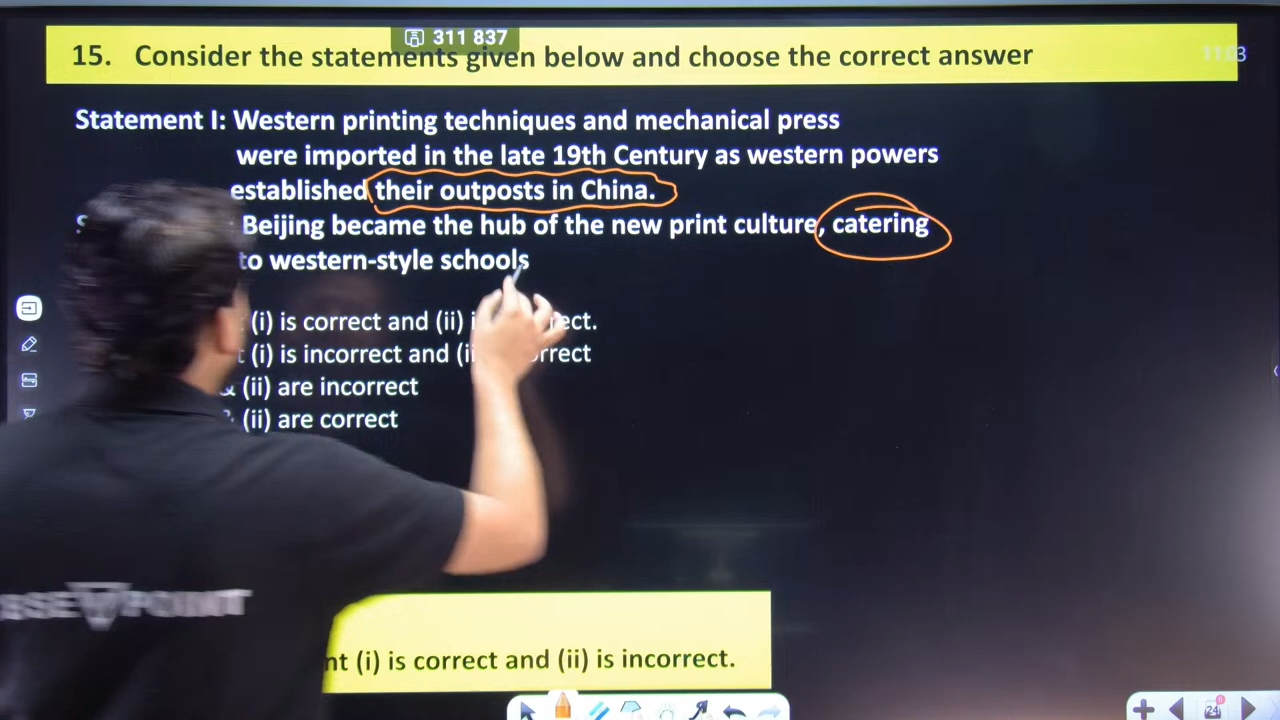 311 837
15. Consider the statements given below and choose the correct answer
1103
Statement I: Western printing techniques and mechanical press
were imported in the late 19th Century as western powers
established their outposts in China.
Beijing became the hub of the new print culture, catering
to western-style schools
(i) is correct and (ii)
(i) is incorrect and
(ii) are incorrect
(ii) are correct
POINT
(i) is correct and (ii) is incorrect.
24